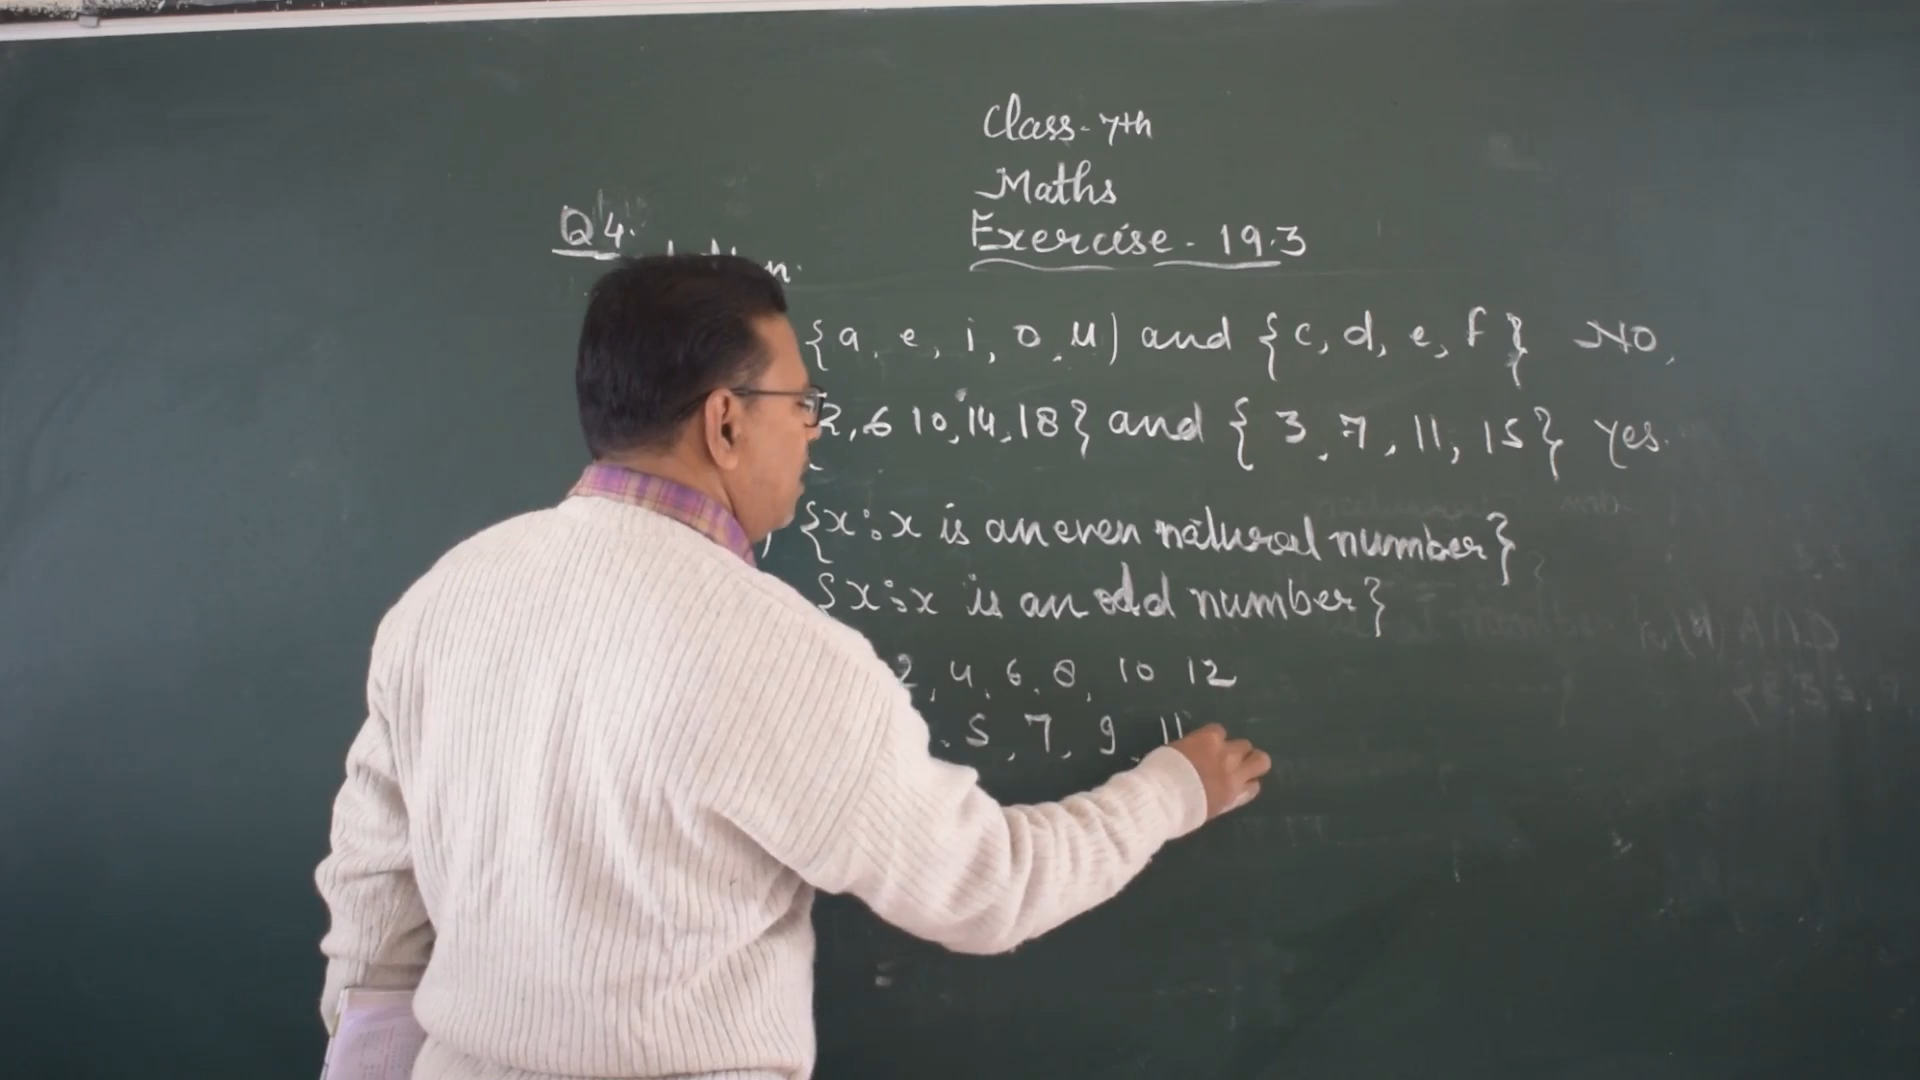 Class - 7th
Maths
Exercise - 19.3
Q4.
{a, e, i, o, u) and {c, d, e, f} NO,
2, 6 10, 14, 18} and { 3, 7, 11, 15} Yes.
) {x : x is an even natural number}
{x : x is an odd number}
2, 4, 6, 8, 10 12
5, 7, 9, 11